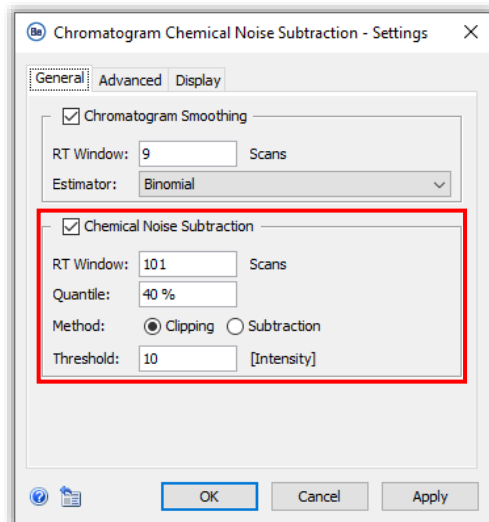 Be Chromatogram Chemical Noise Subtraction - Settings
General Advanced Display
Chromatogram Smoothing
RT Window: 9 Scans
Estimator: Binomial
Chemical Noise Subtraction
RT Window: 101 Scans
Quantile: 40 %
Method: Clipping Subtraction
Threshold: 10 [Intensity]
? OK Cancel Apply